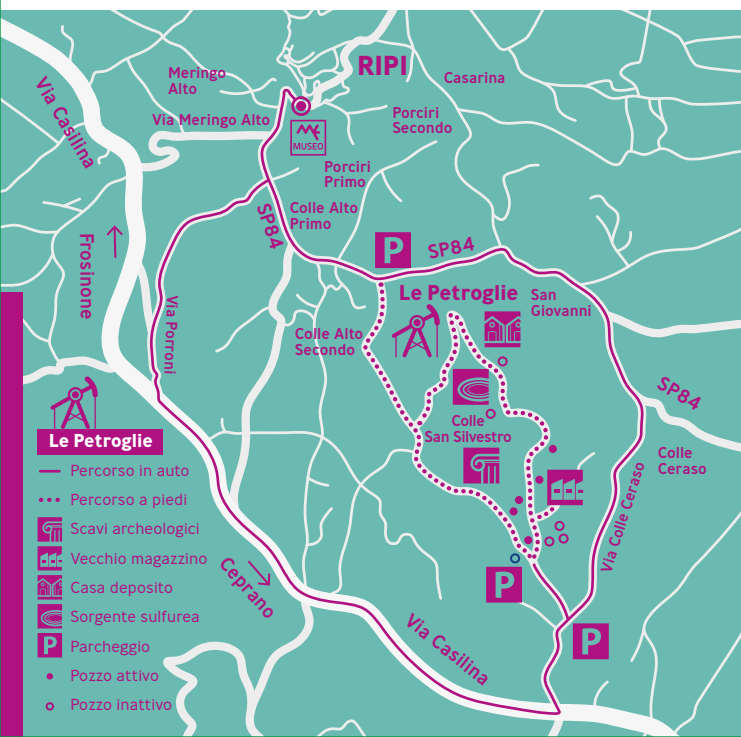 RIPI
Meringo
Alto
Casarina
Via Casilina
Via Meringo Alto
Porciri
Secondo
MUSEO
Porciri
Primo
Colle Alto
Primo
SP84
Frosinone
P
SP84
Le Petroglie
San
Giovanni
Via Porroni
Colle Alto
Secondo
SP84
Colle
San Silvestro
Colle
Ceraso
Via Colle Ceraso
Le Petroglie
Percorso in auto
Percorso a piedi
Scavi archeologici
Vecchio magazzino
Casa deposito
Sorgente sulfurea
P Parcheggio
Pozzo attivo
Pozzo inattivo
Ceprano
P
P
Via Casilina